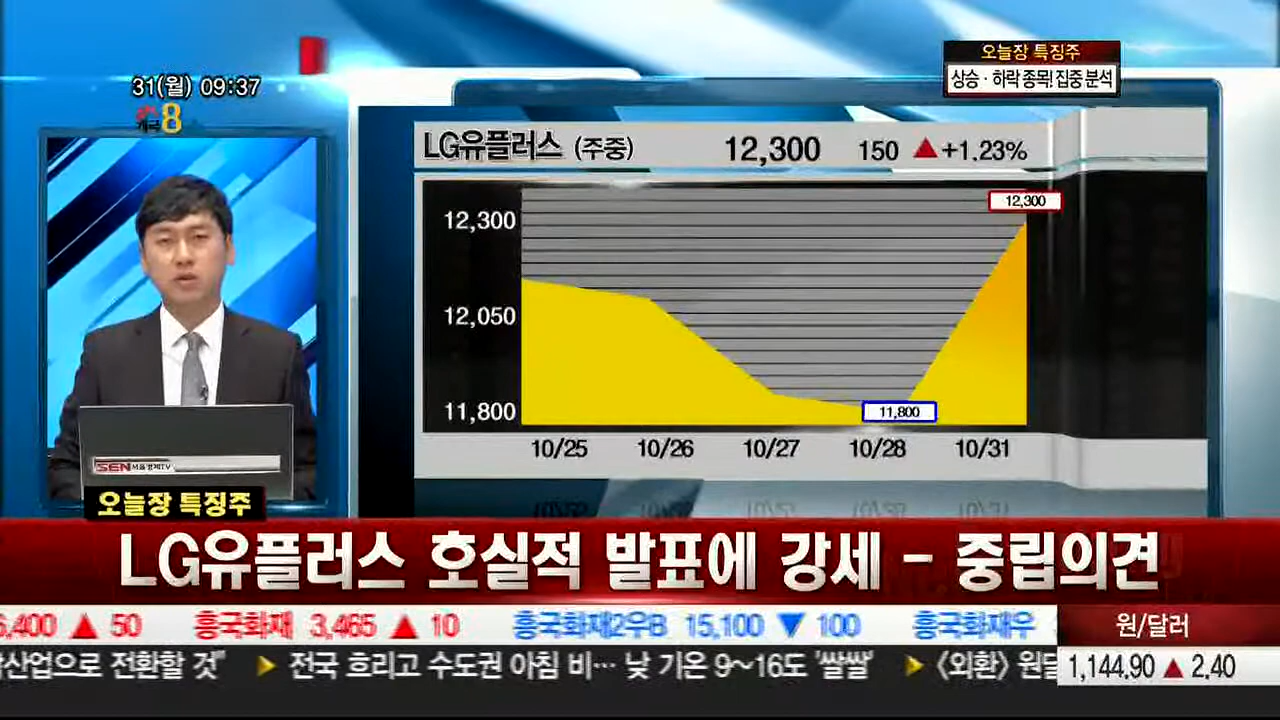 31(월) 09:37
8
오늘장 특징주
상승·하락 종목! 집중 분석
LG유플러스 (주중) 12,300 150 ▲+1.23%
12,300
12,300
12,050
11,800
11,800
10/25 10/26 10/27 10/28 10/31
SEN 서울경제TV
오늘장 특징주
LG유플러스 호실적 발표에 강세 - 중립의견
6,400 ▲ 50 흥국화재 3,465 ▲ 10 흥국화재2우B 15,100 ▼ 100 흥국화재우
원/달러
산업으로 전환할 것" ▶ 전국 흐리고 수도권 아침 비… 낮 기온 9~16도 '쌀쌀' ▶ 〈외환〉 원달
1,144.90 ▲ 2.40